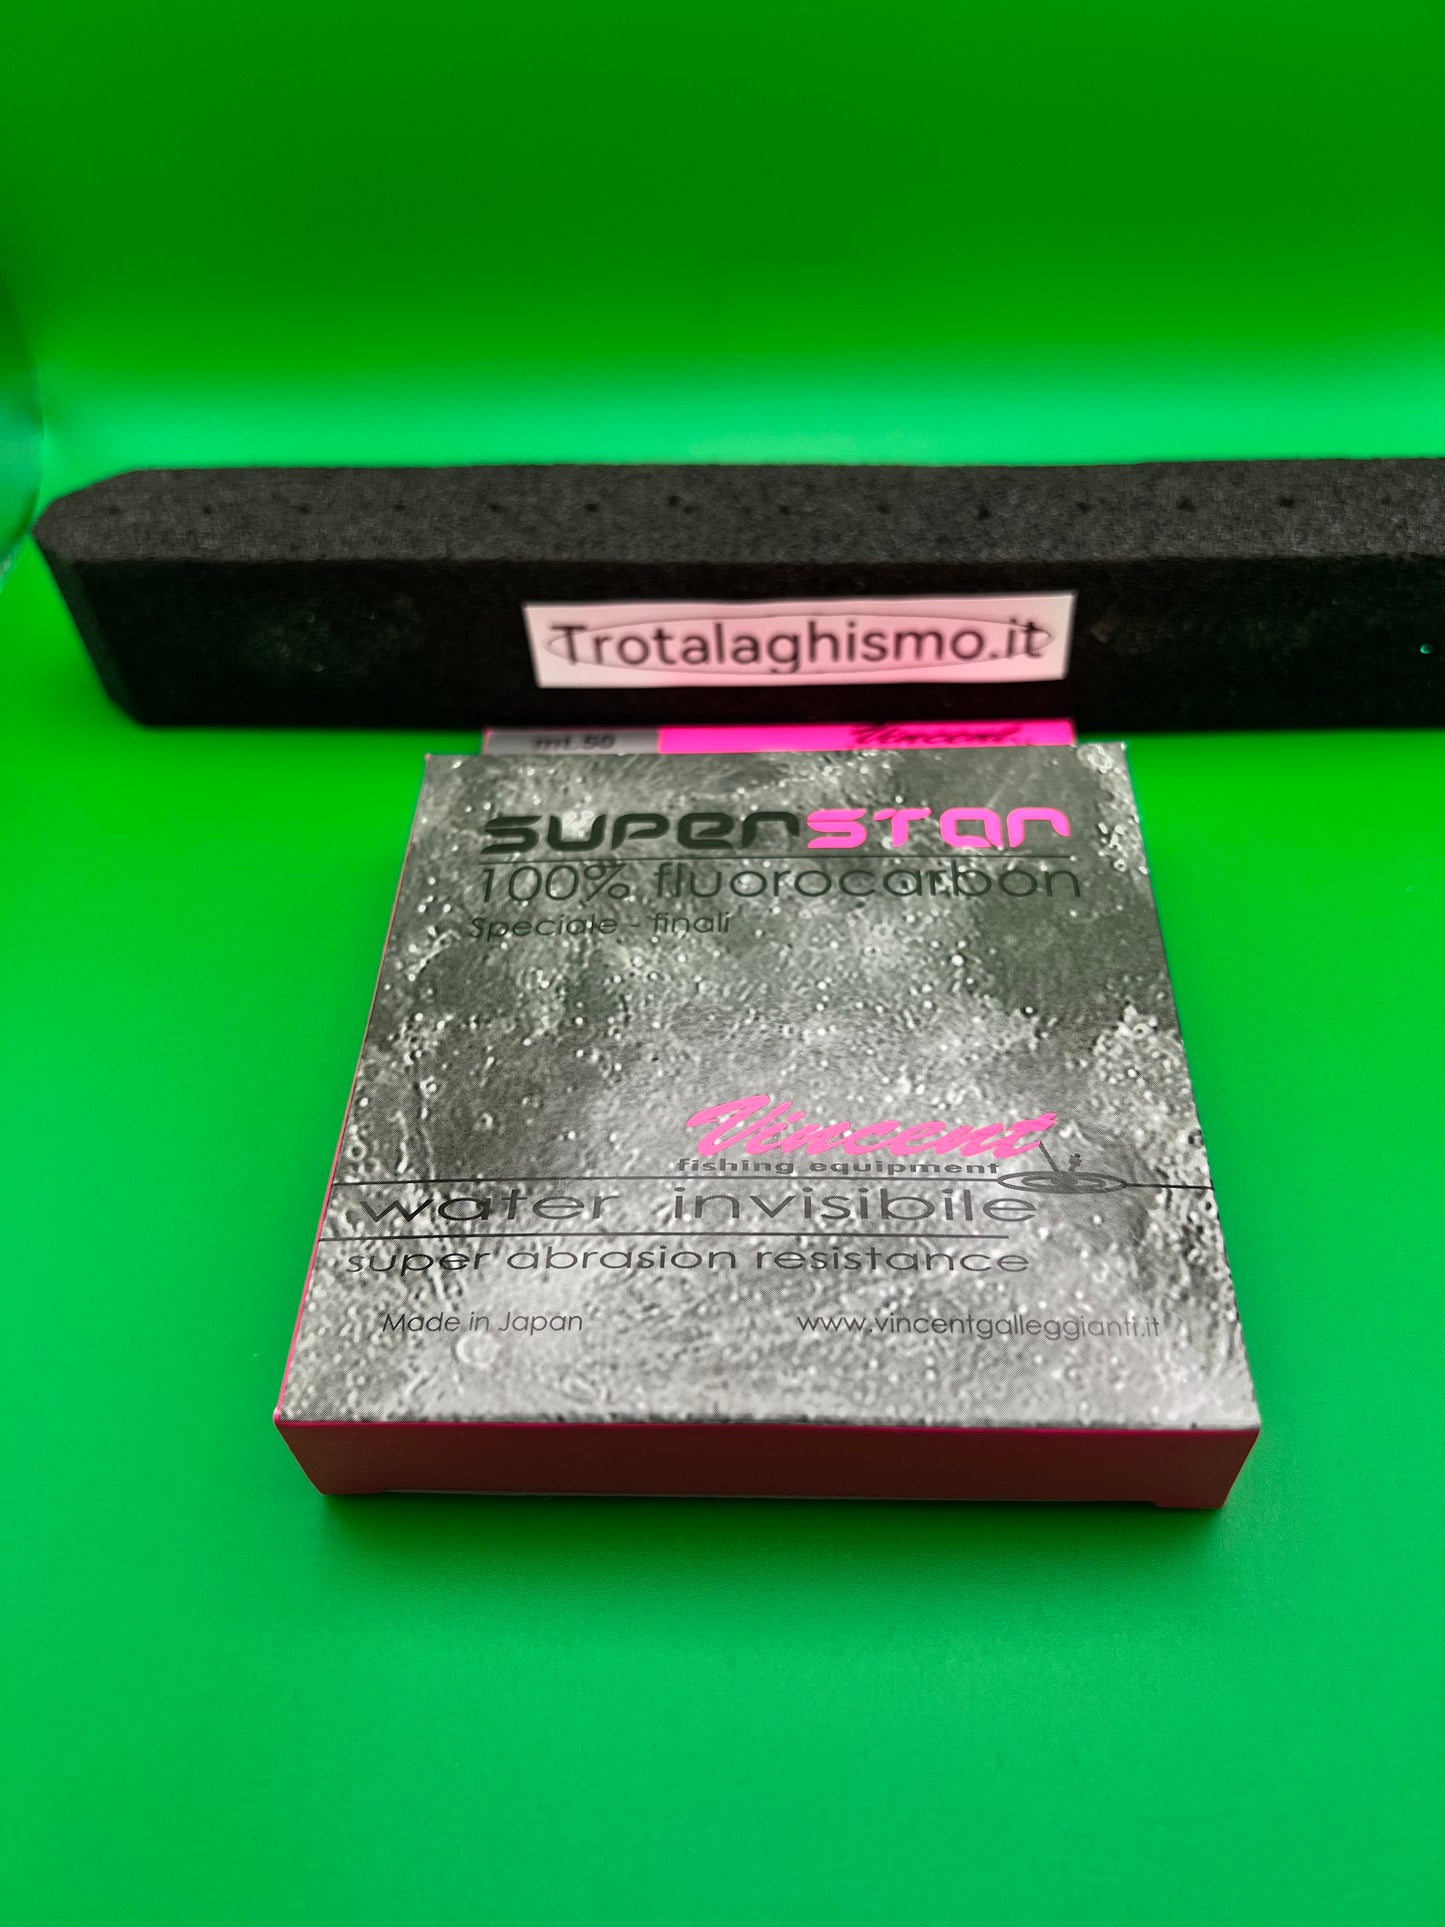 Trotalaghismo.it
mt.50 Vincent
superstar
100% fluorocarbon
Speciale - finali
Vincent
fishing equipment
water invisibile
super abrasion resistance
Made in Japan www.vincentgalleggianti.it